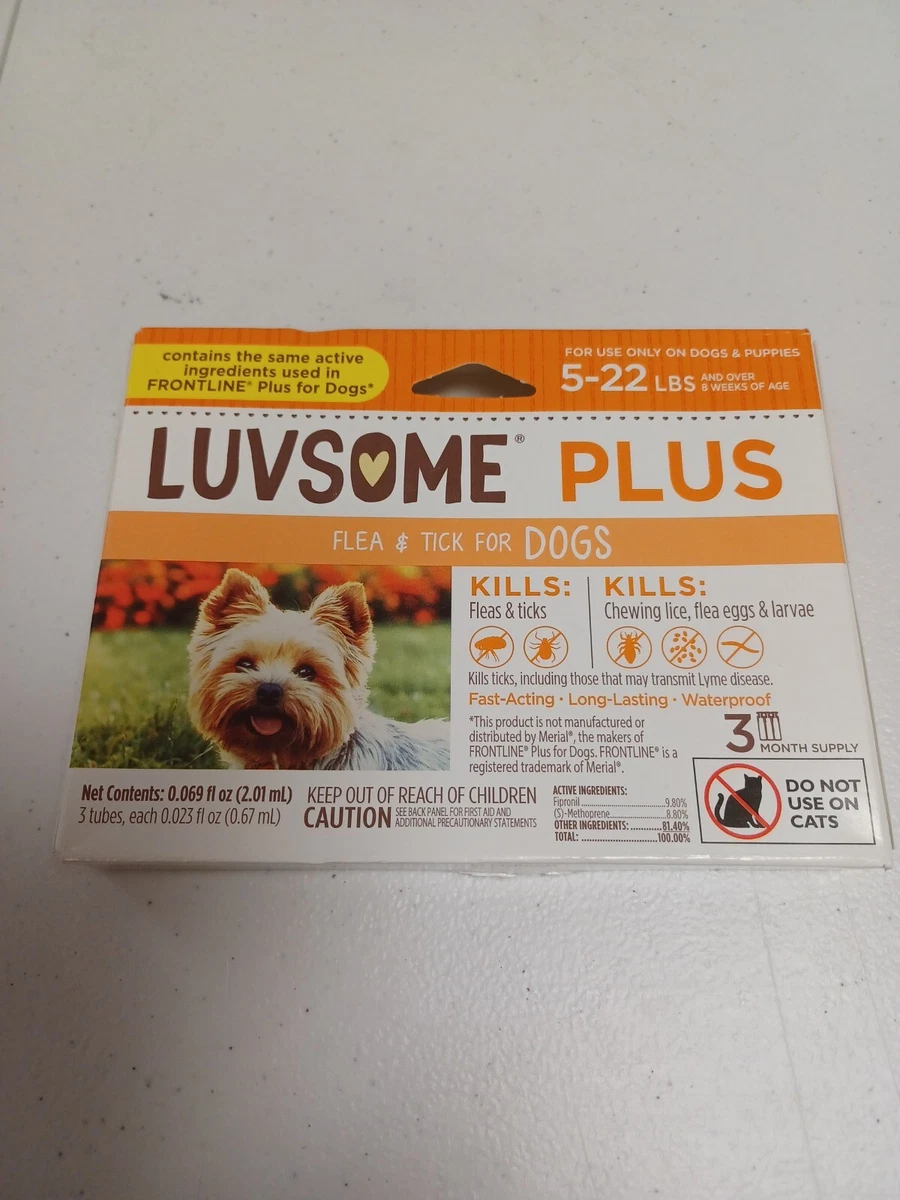 contains the same active
ingredients used in
FRONTLINE® Plus for Dogs*
FOR USE ONLY ON DOGS & PUPPIES
5-22 LBS AND OVER
8 WEEKS OF AGE
LUVSOME® PLUS
FLEA & TICK FOR DOGS
KILLS:
Fleas & ticks
KILLS:
Chewing lice, flea eggs & larvae
Kills ticks, including those that may transmit Lyme disease.
Fast-Acting · Long-Lasting · Waterproof
*This product is not manufactured or
distributed by Merial®, the makers of
FRONTLINE® Plus for Dogs. FRONTLINE® is a
registered trademark of Merial®.
3 MONTH SUPPLY
Net Contents: 0.069 fl oz (2.01 mL)
3 tubes, each 0.023 fl oz (0.67 mL)
KEEP OUT OF REACH OF CHILDREN
CAUTION SEE BACK PANEL FOR FIRST AID AND
ADDITIONAL PRECAUTIONARY STATEMENTS
ACTIVE INGREDIENTS:
Fipronil ........................9.80%
(S)-Methoprene..................8.80%
OTHER INGREDIENTS: ..........81.40%
TOTAL: ...........................100.00%
DO NOT
USE ON
CATS